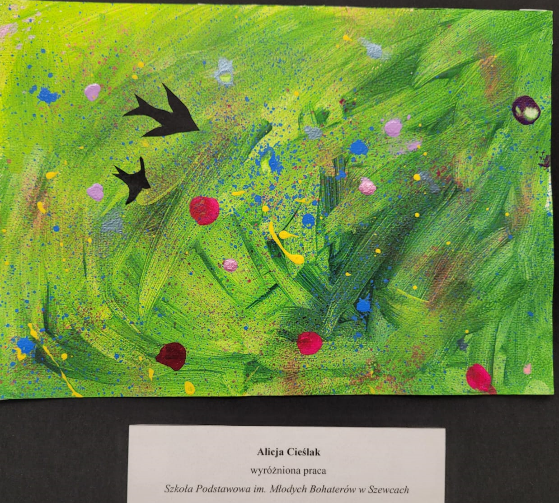 Alicja Cieślak
wyróżniona praca
Szkoła Podstawowa im. Młodych Bohaterów w Szewcach